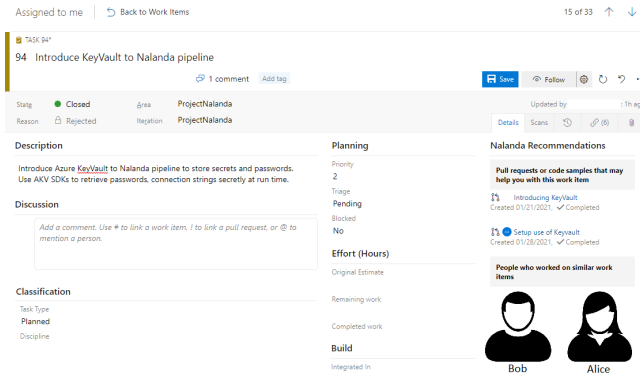 Assigned to me
Back to Work Items
15 of 33
TASK 94*
94 Introduce KeyVault to Nalanda pipeline
1 comment
Add tag
Save
Follow
State
Closed
Area
ProjectNalanda
Updated by : 1h ag
Reason
Rejected
Iteration
ProjectNalanda
Details
Scans
(6)
Description
Introduce Azure KeyVault to Nalanda pipeline to store secrets and passwords.
Use AKV SDKs to retrieve passwords, connection strings secretly at run time.
Discussion
Add a comment. Use # to link a work item, ! to link a pull request, or @ to
mention a person.
Classification
Task Type
Planned
Discipline
Planning
Priority
2
Triage
Pending
Blocked
No
Effort (Hours)
Original Estimate
Remaining work
Completed work
Build
Integrated In
Nalanda Recommendations
Pull requests or code samples that may
help you with this work item
Introducing KeyVault
Created 01/21/2021, Completed
Setup use of Keyvault
Created 01/28/2021, Completed
People who worked on similar work
items
Bob
Alice